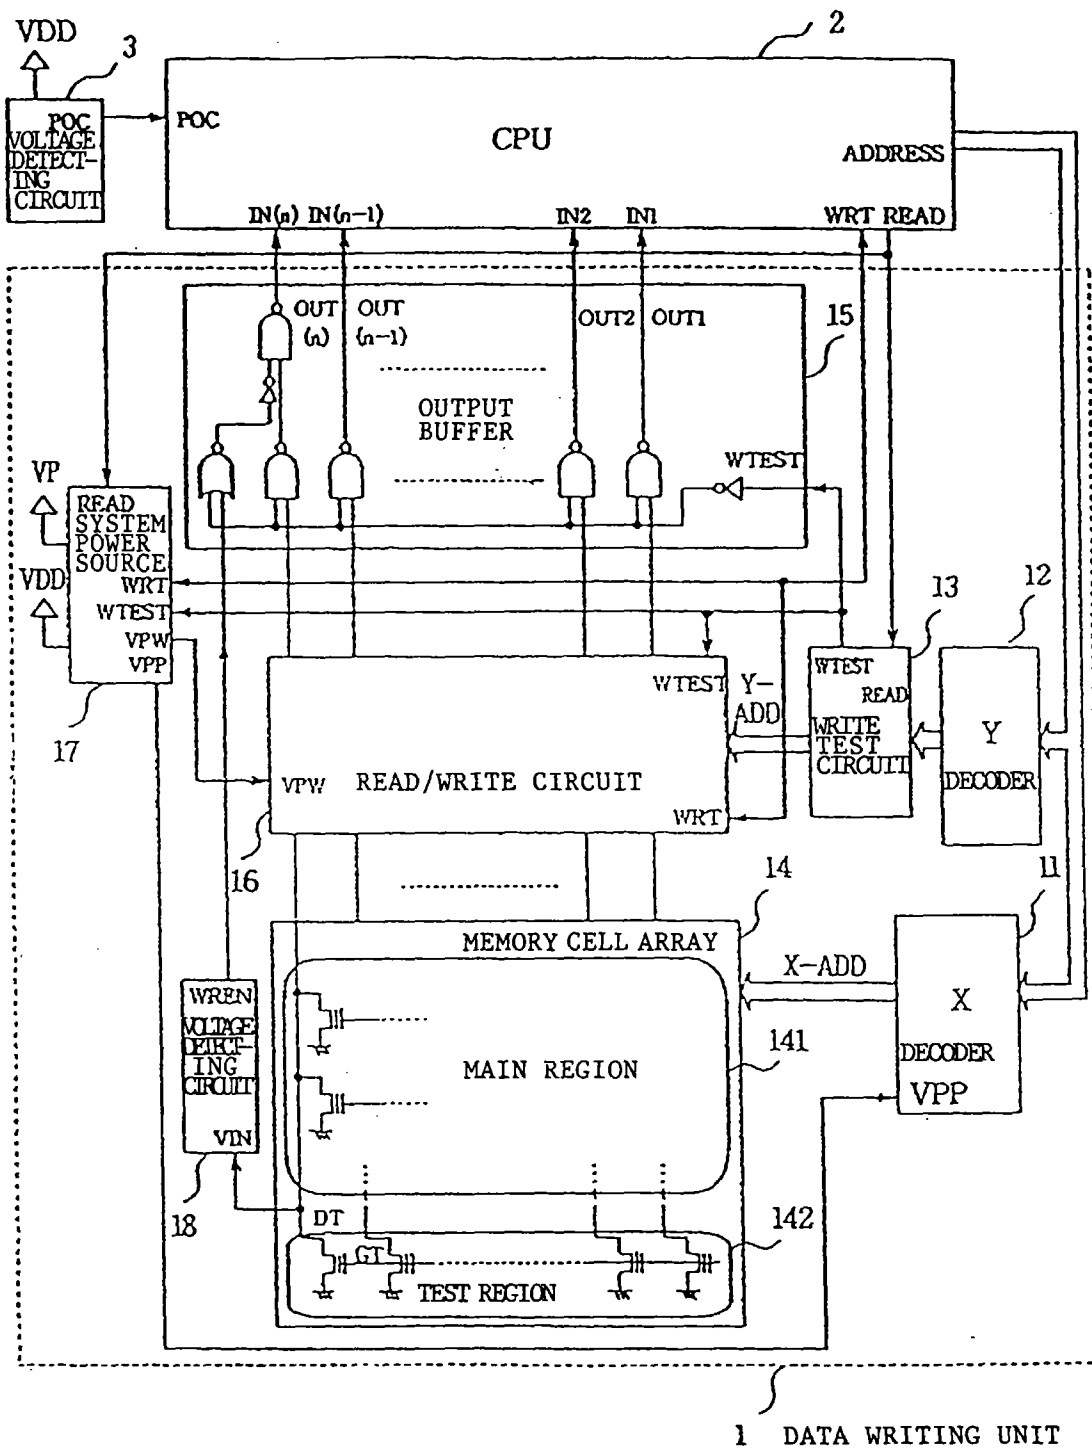 VDD
3
2
POC
VOLTAGE
DETECT-
ING
CIRCUIT
POC
CPU
ADDRESS
IN(n) IN(n-1)
IN2
IN1
WRT READ
OUT
(n)
OUT
(n-1)
OUT2
OUT1
15
OUTPUT
BUFFER
WTEST
VP
VDD
READ
SYSTEM
POWER
SOURCE
WRT
WTEST
VPW
VPP
17
13
12
WTEST
READ
WRITE
TEST
CIRCUIT
Y
DECODER
WTEST
Y-
ADD
VPW
READ/WRITE CIRCUIT
WRT
16
14
11
MEMORY CELL ARRAY
X-ADD
X
DECODER
VPP
WREN
VOLTAGE
DETECT-
ING
CIRCUIT
VIN
18
MAIN REGION
141
DT
142
GT
TEST REGION
1 DATA WRITING UNIT